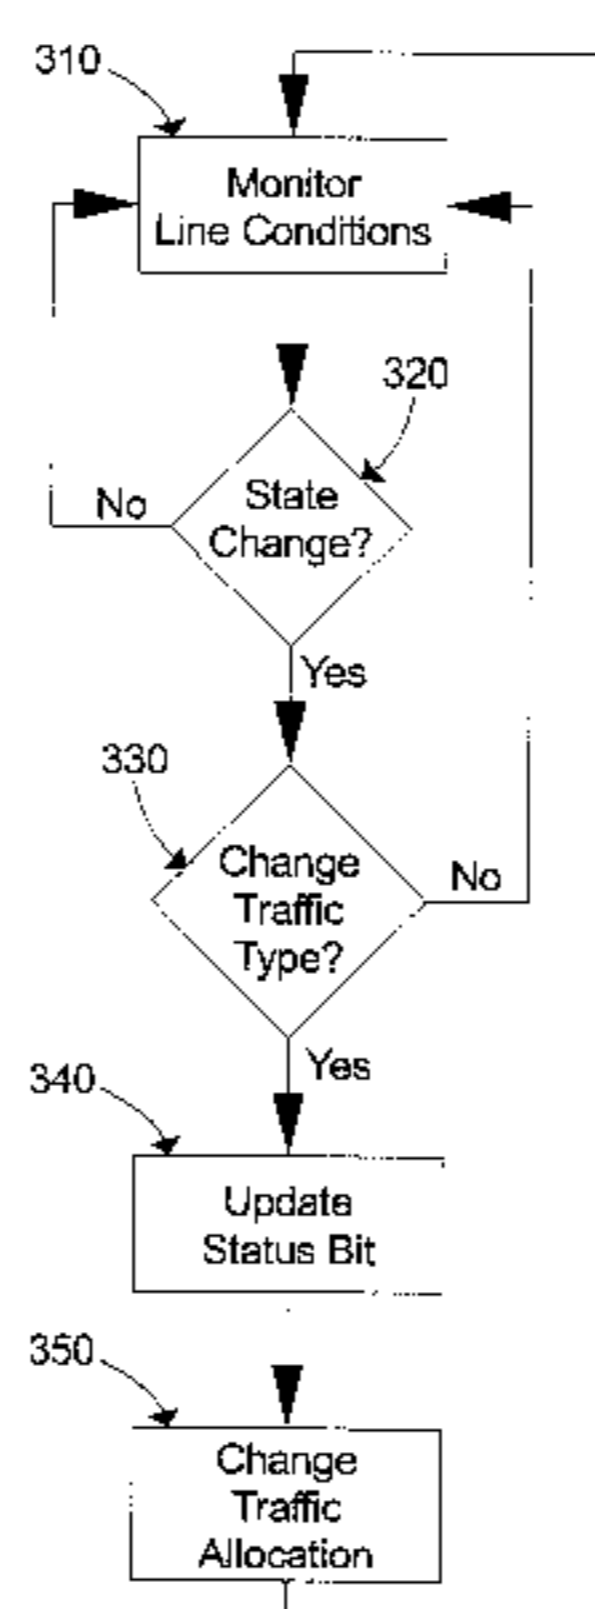 310
Monitor
Line Conditions
320
State
Change?
No
Yes
330
Change
Traffic
Type?
No
Yes
340
Update
Status Bit
350
Change
Traffic
Allocation